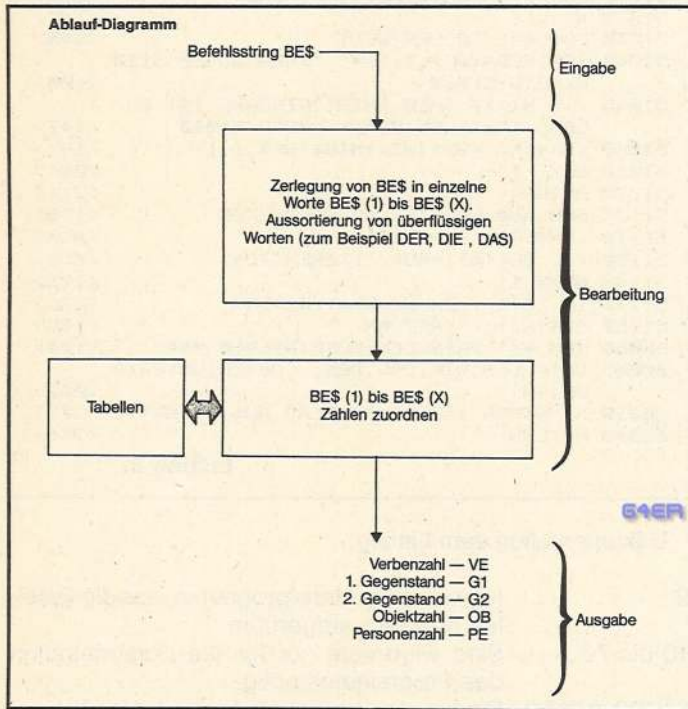 Ablauf-Diagramm
Befehlsstring BE$
Eingabe
Zerlegung von BE$ in einzelne
Worte BE$ (1) bis BE$ (X).
Aussortierung von überflüssigen
Worten (zum Beispiel DER, DIE , DAS)
Bearbeitung
Tabellen
BE$ (1) bis BE$ (X)
Zahlen zuordnen
64ER
Verbenzahl — VE
1. Gegenstand — G1
2. Gegenstand — G2
Objektzahl — OB
Personenzahl — PE
Ausgabe